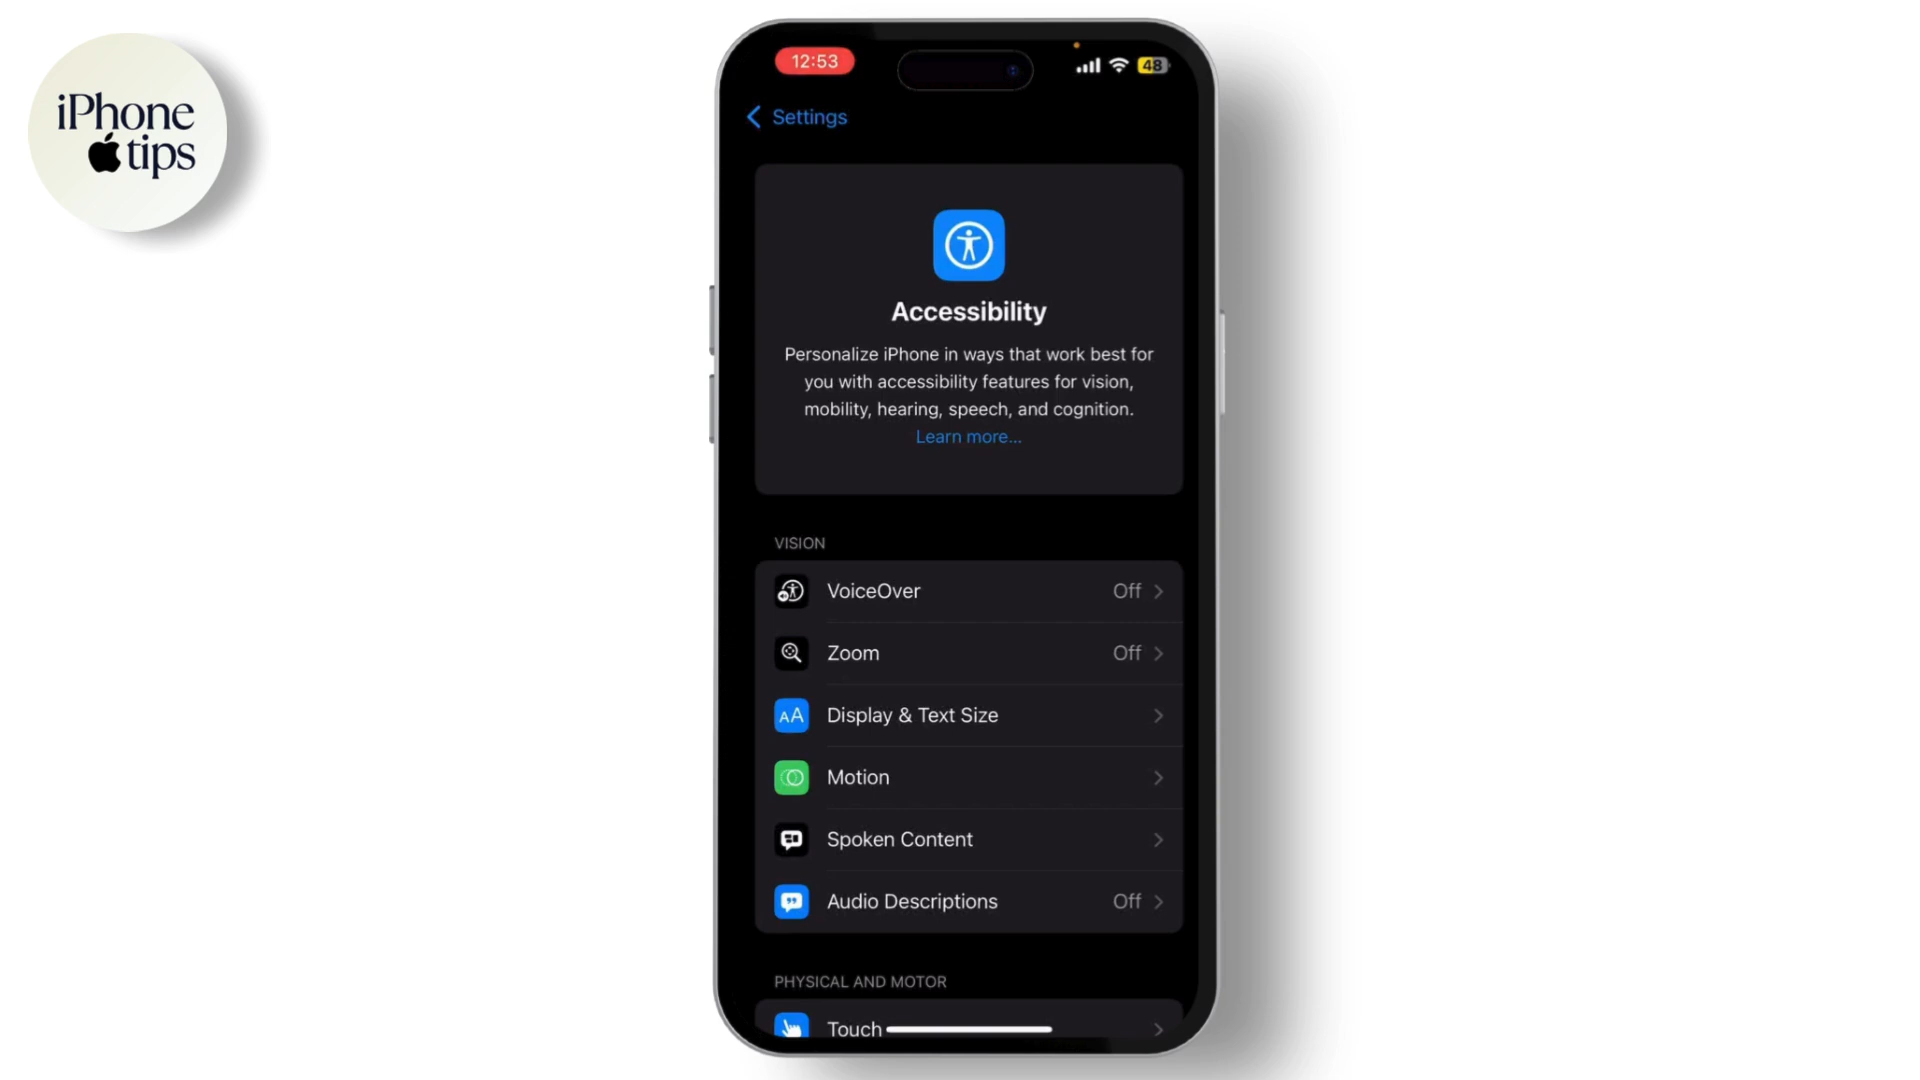 iPhone
tips
12:53
48
Settings
Accessibility
Personalize iPhone in ways that work best for
you with accessibility features for vision,
mobility, hearing, speech, and cognition.
Learn more...
VISION
VoiceOver Off
Zoom Off
AA Display & Text Size
Motion
Spoken Content
Audio Descriptions Off
PHYSICAL AND MOTOR
Touch